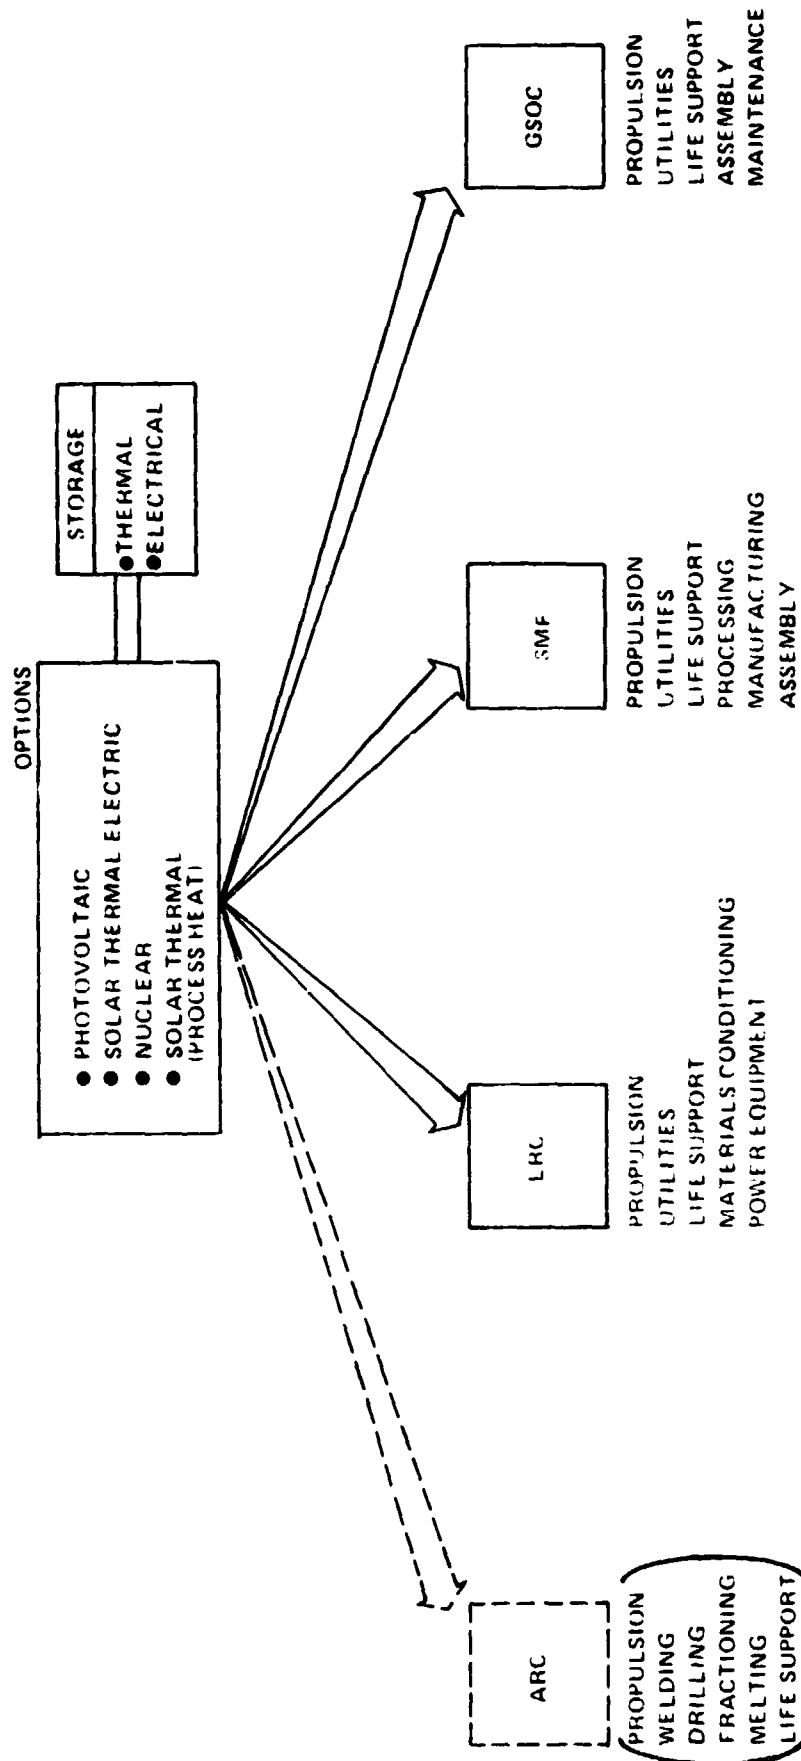 OPTIONS
● PHOTOVOLTAIC
● SOLAR THERMAL ELECTRIC
● NUCLEAR
● SOLAR THERMAL
(PROCESS HEAT)
STORAGE
● THERMAL
● ELECTRICAL
ARC
PROPULSION
WELDING
DRILLING
FRACTIONING
MELTING
LIFE SUPPORT
LRC
PROPULSION
UTILITIES
LIFE SUPPORT
MATERIALS CONDITIONING
POWER EQUIPMENT
SMF
PROPULSION
UTILITIES
LIFE SUPPORT
PROCESSING
MANUFACTURING
ASSEMBLY
GSOC
PROPULSION
UTILITIES
LIFE SUPPORT
ASSEMBLY
MAINTENANCE